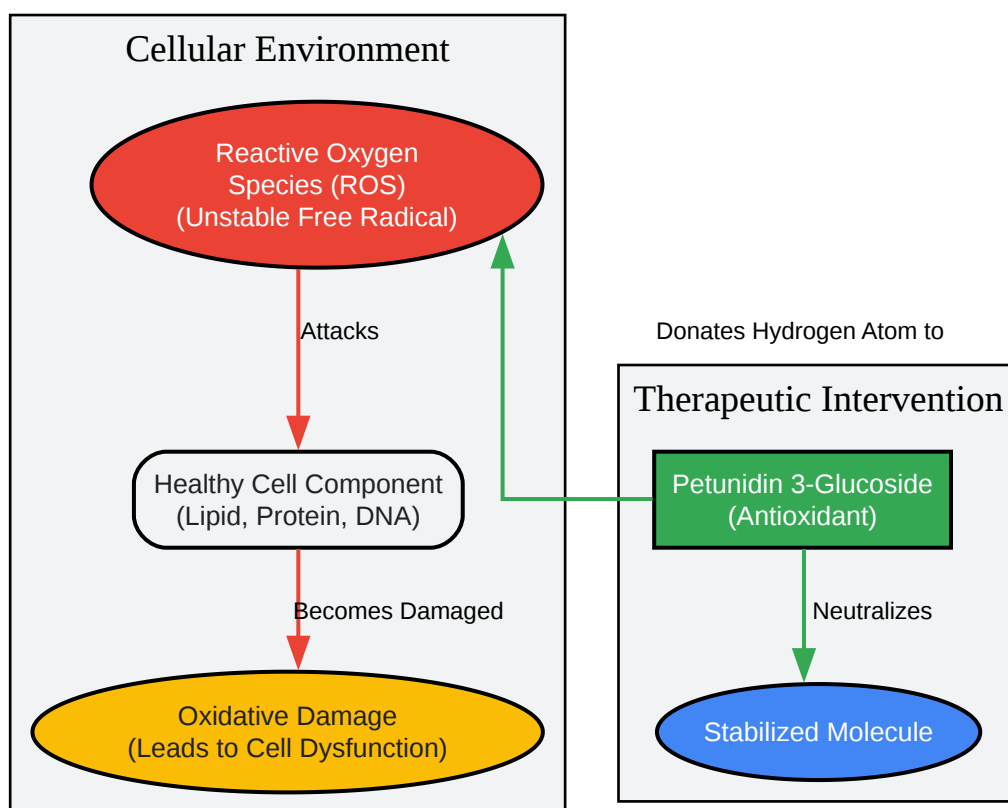 Cellular Environment
Reactive Oxygen
Species (ROS)
(Unstable Free Radical)
Attacks
Healthy Cell Component
(Lipid, Protein, DNA)
Becomes Damaged
Oxidative Damage
(Leads to Cell Dysfunction)
Donates Hydrogen Atom to
Therapeutic Intervention
Petunidin 3-Glucoside
(Antioxidant)
Neutralizes
Stabilized Molecule